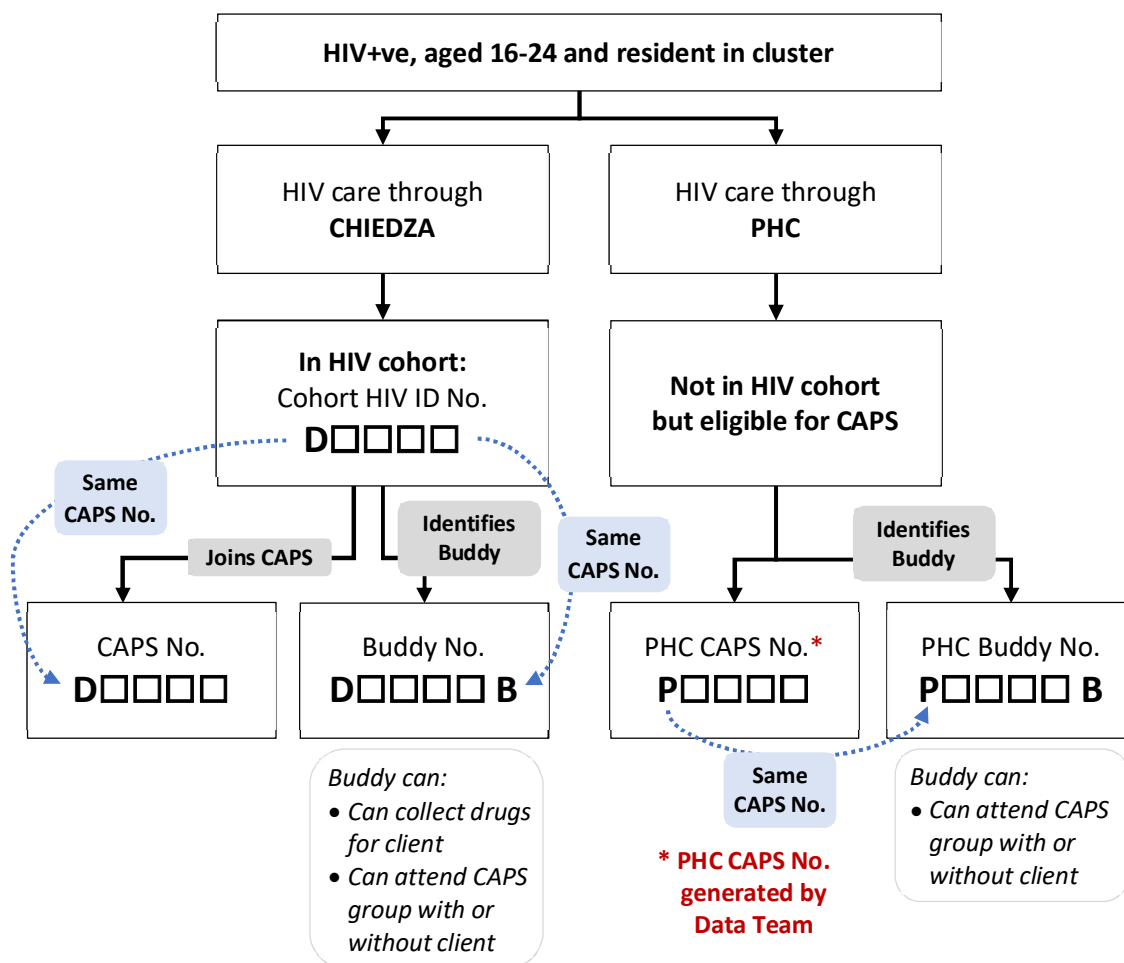 HIV+ve, aged 16-24 and resident in cluster
HIV care through
CHIEDZA
HIV care through
PHC
In HIV cohort:
Cohort HIV ID No.
D□□□□
Not in HIV cohort
but eligible for CAPS
Same
CAPS No.
Joins CAPS
Identifies
Buddy
Same
CAPS No.
Identifies
Buddy
CAPS No.
D□□□□
Buddy No.
D□□□□ B
PHC CAPS No.*
P□□□□
PHC Buddy No.
P□□□□ B
Buddy can:
• Can collect drugs
for client
• Can attend CAPS
group with or
without client
Same
CAPS No.
* PHC CAPS No.
generated by
Data Team
Buddy can:
• Can attend CAPS
group with or
without client